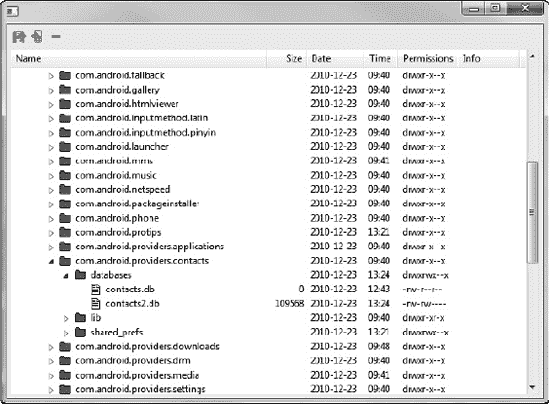 Name Size Date Time Permissions Info
com.android.fallback 2010-12-23 09:40 drwxr-x--x
com.android.gallery 2010-12-23 09:40 drwxr-x--x
com.android.htmlviewer 2010-12-23 09:40 drwxr-x--x
com.android.inputmethod.latin 2010-12-23 09:40 drwxr-x--x
com.android.inputmethod.pinyin 2010-12-23 09:40 drwxr-x--x
com.android.launcher 2010-12-23 09:40 drwxr-x--x
com.android.mms 2010-12-23 09:41 drwxr-x--x
com.android.music 2010-12-23 09:40 drwxr-x--x
com.android.netspeed 2010-12-23 09:40 drwxr-x--x
com.android.packageinstaller 2010-12-23 09:40 drwxr-x--x
com.android.phone 2010-12-23 09:40 drwxr-x--x
com.android.protips 2010-12-23 13:21 drwxr-x--x
com.android.providers.applications 2010-12-23 09:40 drwxr-x--x
com.android.providers.contacts 2010-12-23 09:40 drwxr-x--x
databases 2010-12-23 13:24 drwxrwx--x
contacts.db 0 2010-12-23 12:43 -rw-r--r--
contacts2.db 109568 2010-12-23 13:24 -rw-rw----
lib 2010-12-23 09:40 drwxr-xr-x
shared_prefs 2010-12-23 13:21 drwxrwx--x
com.android.providers.downloads 2010-12-23 09:48 drwxr-x--x
com.android.providers.drm 2010-12-23 09:40 drwxr-x--x
com.android.providers.media 2010-12-23 09:41 drwxr-x--x
com.android.providers.settings 2010-12-23 09:40 drwxr-x--x